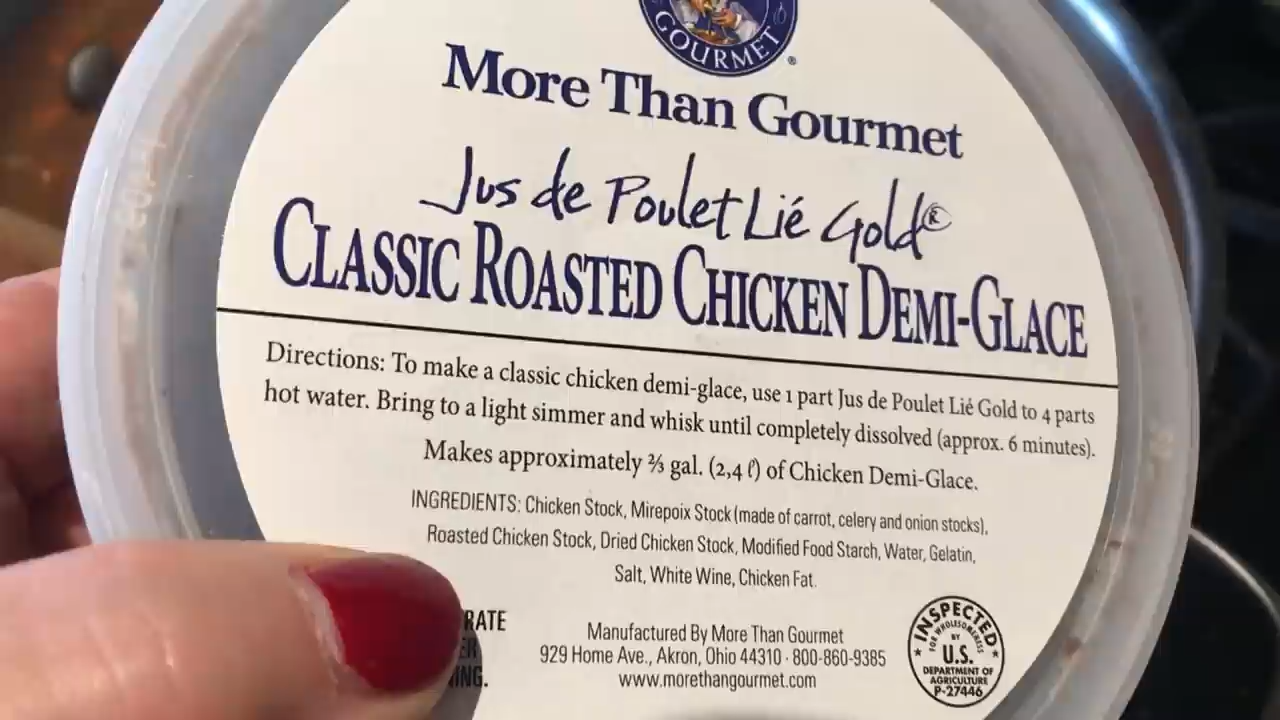 GOURMET®
More Than Gourmet
Jus de Poulet Lié Gold®
CLASSIC ROASTED CHICKEN DEMI-GLACE
Directions: To make a classic chicken demi-glace, use 1 part Jus de Poulet Lié Gold to 4 parts
hot water. Bring to a light simmer and whisk until completely dissolved (approx. 6 minutes).
Makes approximately ⅔ gal. (2,4 ℓ) of Chicken Demi-Glace.
INGREDIENTS: Chicken Stock, Mirepoix Stock (made of carrot, celery and onion stocks),
Roasted Chicken Stock, Dried Chicken Stock, Modified Food Starch, Water, Gelatin,
Salt, White Wine, Chicken Fat.
RATE
ER
ING.
Manufactured By More Than Gourmet
929 Home Ave., Akron, Ohio 44310 · 800-860-9385
www.morethangourmet.com
INSPECTED
FOR WHOLESOMENESS
BY
U.S.
DEPARTMENT OF
AGRICULTURE
P-27446